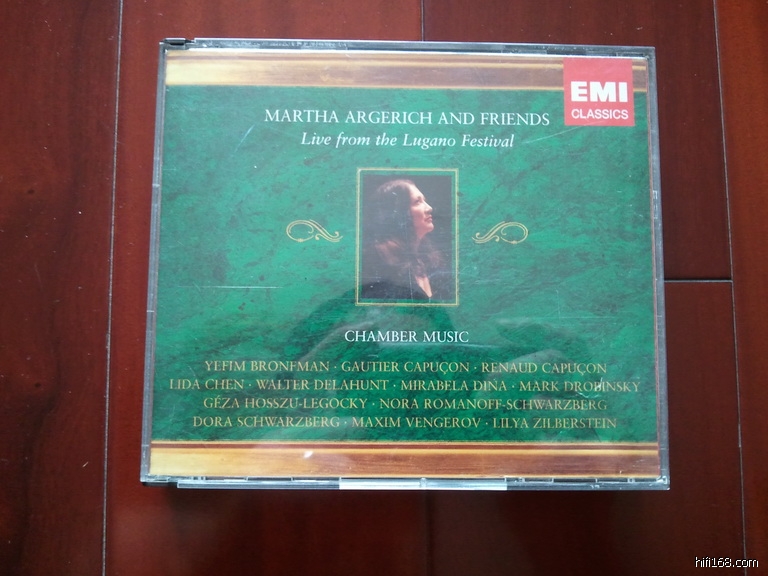 EMI
CLASSICS
MARTHA ARGERICH AND FRIENDS
Live from the Lugano Festival
CHAMBER MUSIC
YEFIM BRONFMAN · GAUTIER CAPUÇON · RENAUD CAPUÇON
LIDA CHEN · WALTER DELAHUNT · MIRABELA DINA · MARK DROBINSKY
GÉZA HOSSZU-LEGOCKY · NORA ROMANOFF-SCHWARZBERG
DORA SCHWARZBERG · MAXIM VENGEROV · LILYA ZILBERSTEIN
hifi168.com